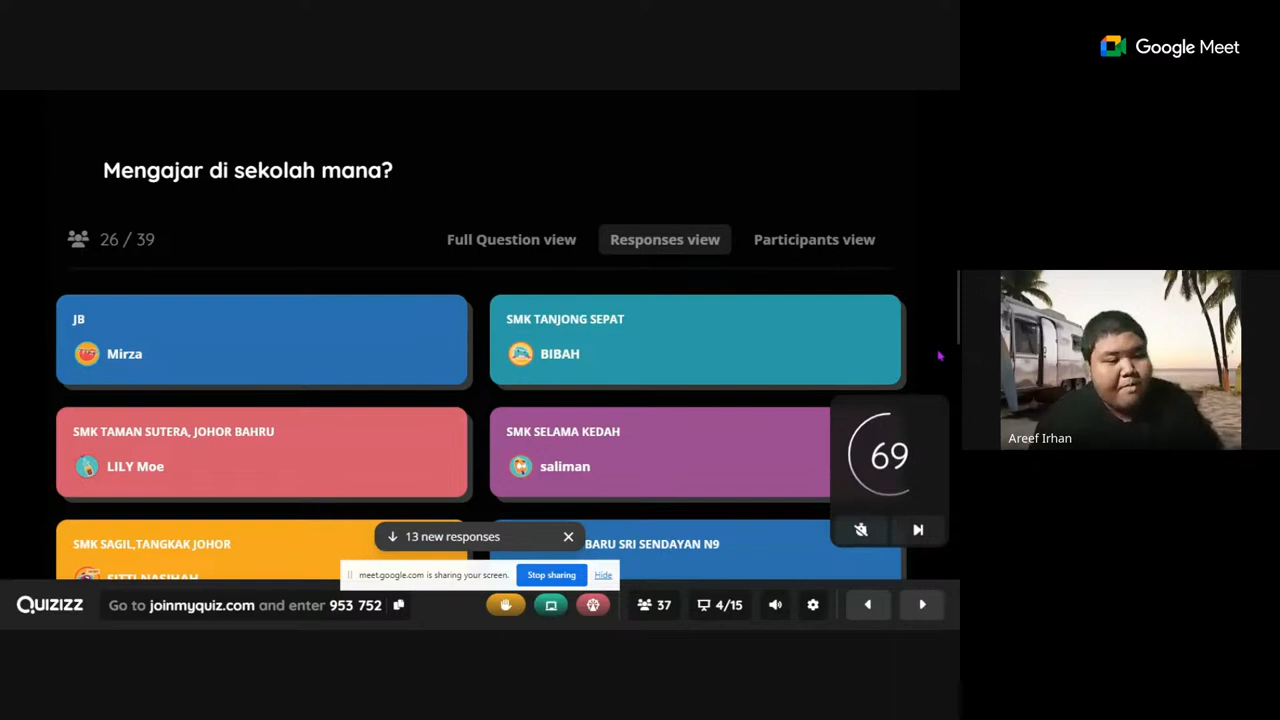 Google Meet
Mengajar di sekolah mana?
26 / 39
Full Question view
Responses view
Participants view
JB
Mirza
SMK TANJONG SEPAT
BIBAH
SMK TAMAN SUTERA, JOHOR BAHRU
LILY Moe
SMK SELAMA KEDAH
saliman
69
SMK SAGIL,TANGKAK JOHOR
SITTI NASIHAH
BARU SRI SENDAYAN N9
13 new responses
meet.google.com is sharing your screen.
Stop sharing
Hide
QUIZIZZ
Go to joinmyquiz.com and enter 953 752
37
4/15
Areef Irhan